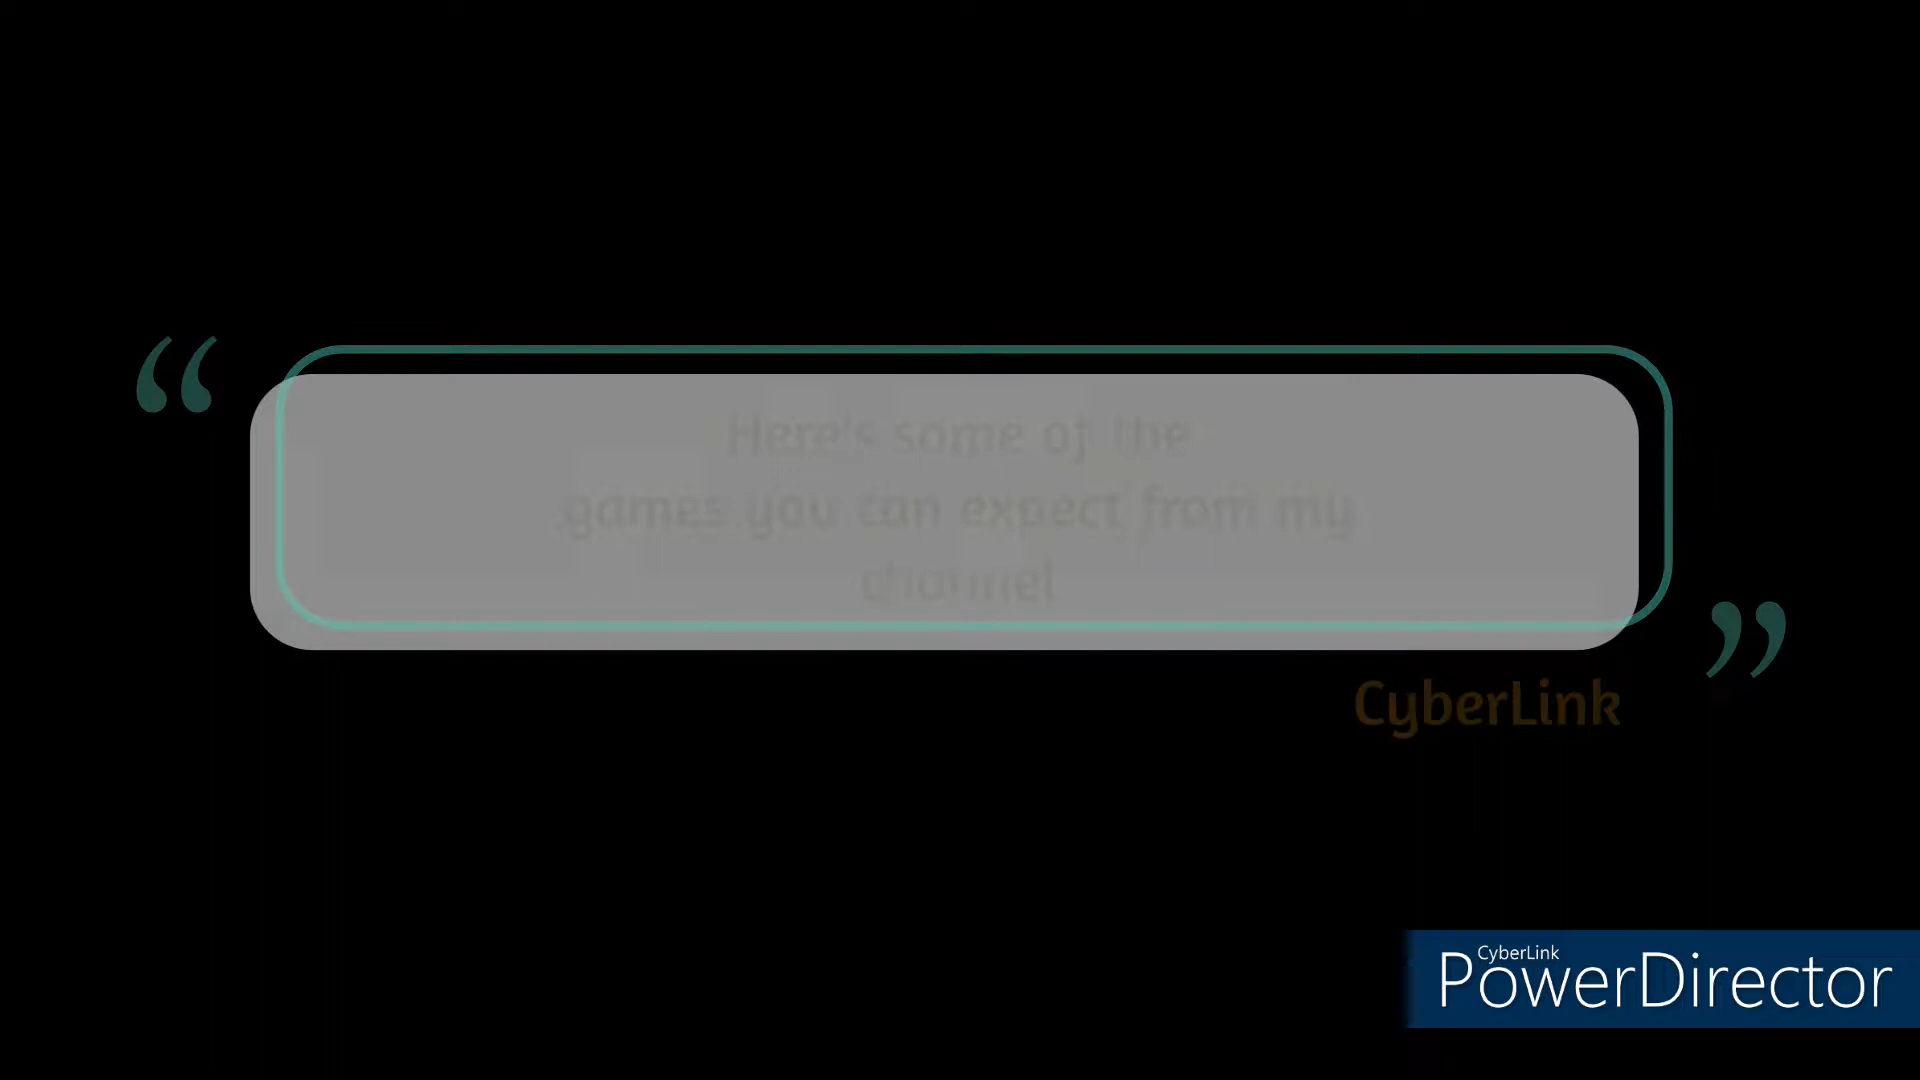 “
Here's some of the
games you can expect from my
channel
”
CyberLink
CyberLink
PowerDirector